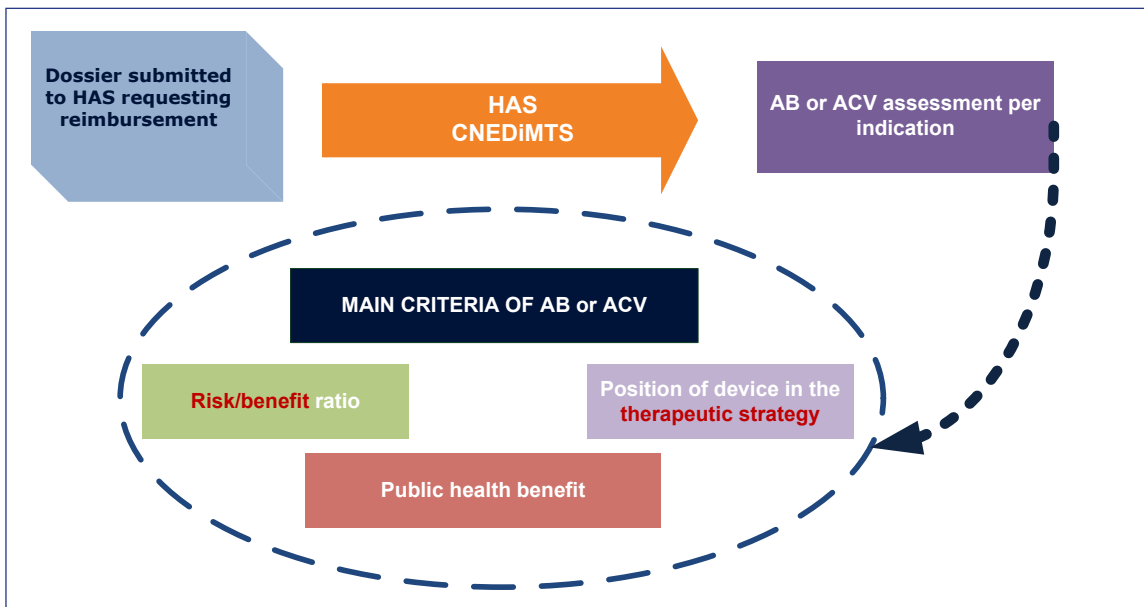 Dossier submitted
to HAS requesting
reimbursement
HAS
CNEDiMTS
AB or ACV assessment per
indication
MAIN CRITERIA OF AB or ACV
Risk/benefit ratio
Position of device in the
therapeutic strategy
Public health benefit